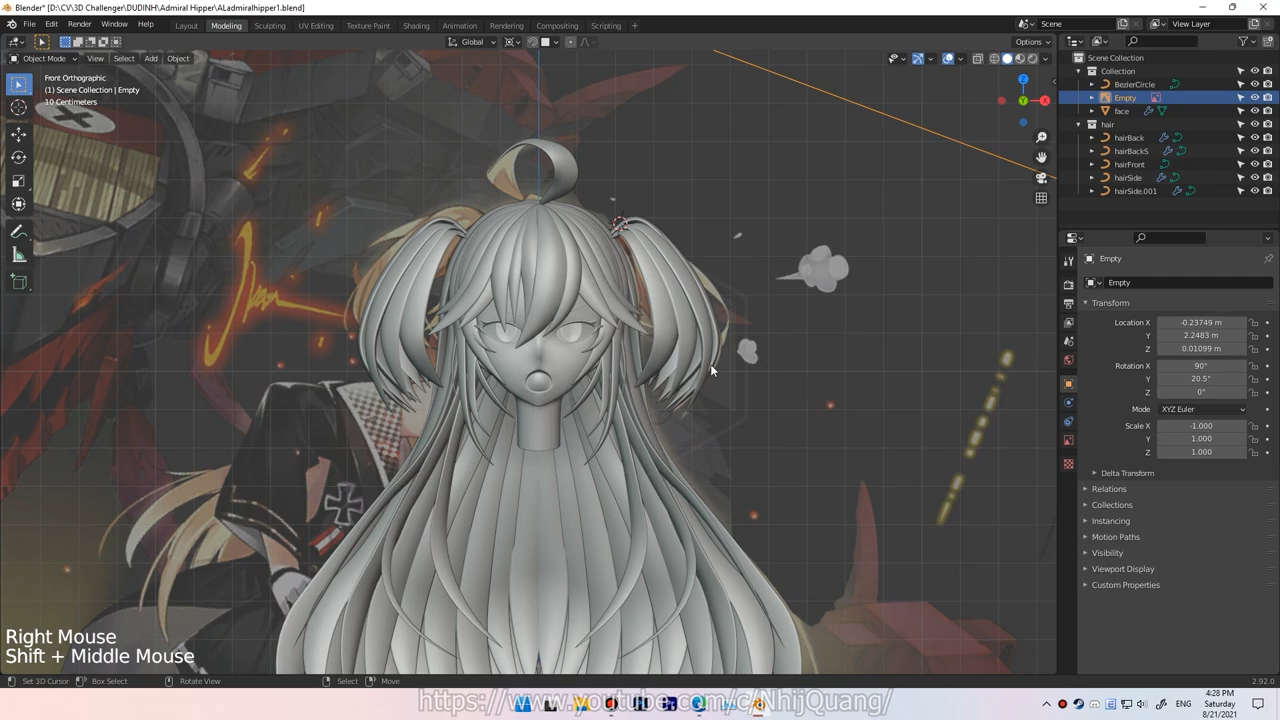 Blender* [D:\CV\3D Challenger\DUDINH\Admiral Hipper\ALadmiralhipper1.blend]
File Edit Render Window Help Layout Modeling Sculpting UV Editing Texture Paint Shading Animation Rendering Compositing Scripting + Scene View Layer
Global Options
Object Mode View Select Add Object
Front Orthographic
(1) Scene Collection | Empty
10 Centimeters
Z
Y
X
Scene Collection
Collection
BezierCircle
Empty
face
hair
hairBack
hairBackS
hairFront
hairSide
hairSide.001
Empty
Empty
Transform
Location X -0.23749 m
Y 2.2483 m
Z 0.01099 m
Rotation X 90°
Y 20.5°
Z 0°
Mode XYZ Euler
Scale X -1.000
Y 1.000
Z 1.000
Delta Transform
Relations
Collections
Instancing
Motion Paths
Visibility
Viewport Display
Custom Properties
Right Mouse
Shift + Middle Mouse
Set 3D Cursor Box Select Rotate View Select Move 2.92.0
https://www.youtube.com/c/NhijQuang/
ENG
4:28 PM
Saturday
8/21/2021